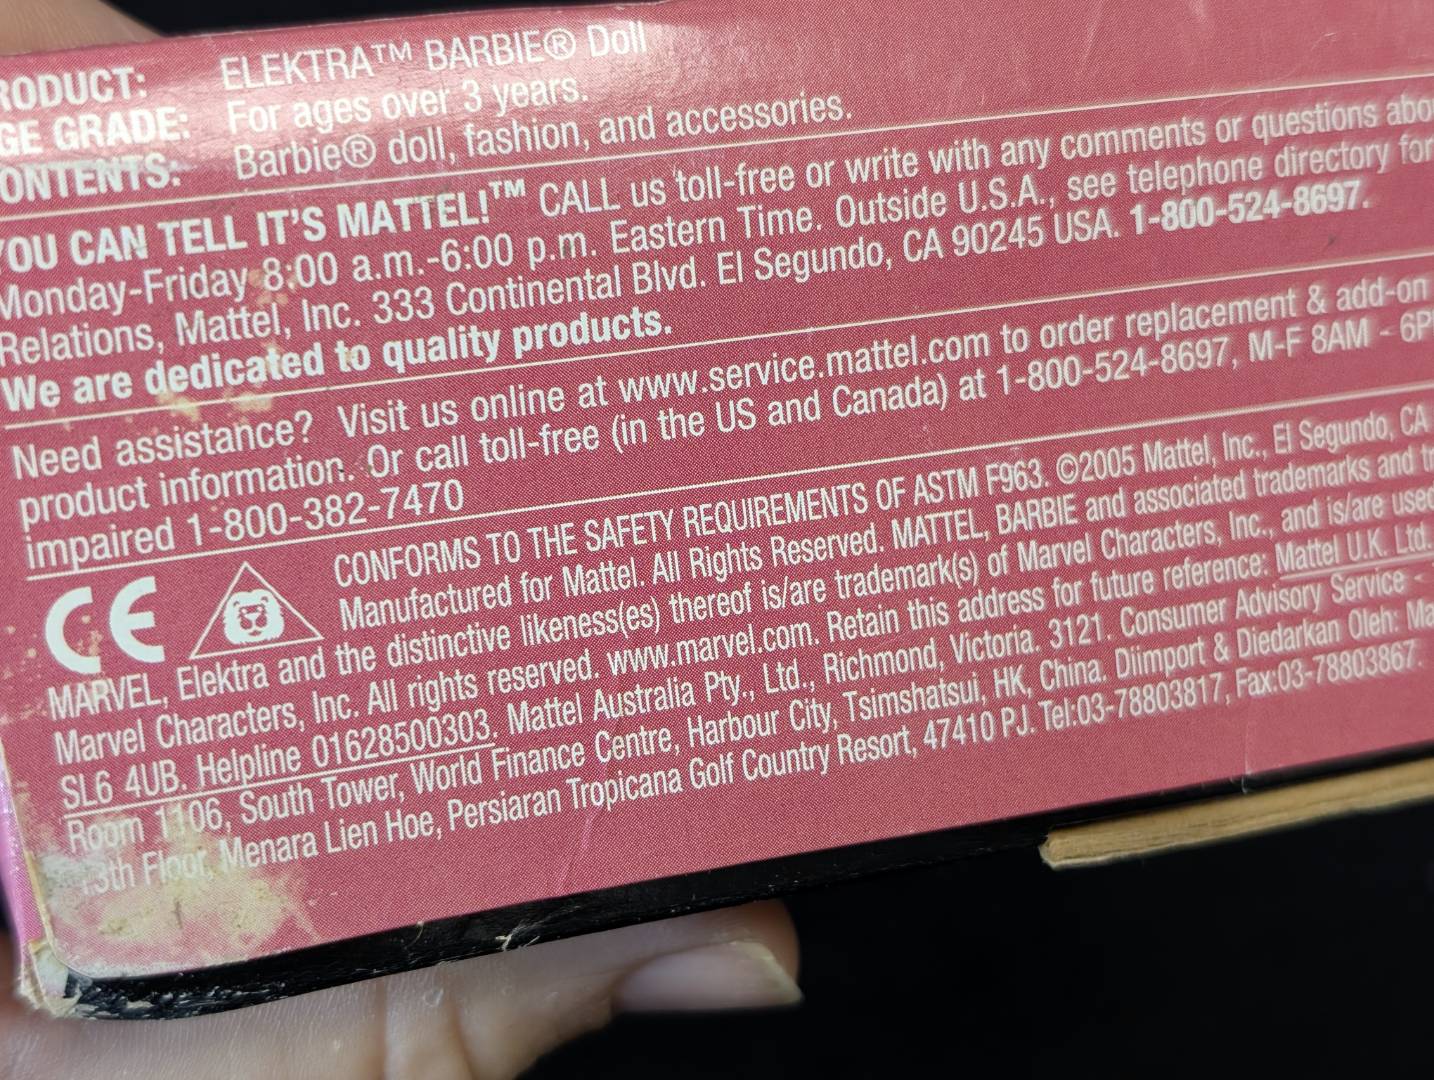 RODUCT: ELEKTRA™ BARBIE® Doll
GE GRADE: For ages over 3 years.
ONTENTS: Barbie® doll, fashion, and accessories.
YOU CAN TELL IT'S MATTEL!™ CALL us toll-free or write with any comments or questions abo
Monday-Friday 8:00 a.m.-6:00 p.m. Eastern Time. Outside U.S.A., see telephone directory for
Relations, Mattel, Inc. 333 Continental Blvd. El Segundo, CA 90245 USA. 1-800-524-8697.
We are dedicated to quality products.
Need assistance? Visit us online at www.service.mattel.com to order replacement & add-on
product information. Or call toll-free (in the US and Canada) at 1-800-524-8697, M-F 8AM - 6P
impaired 1-800-382-7470
CE
CONFORMS TO THE SAFETY REQUIREMENTS OF ASTM F963. ©2005 Mattel, Inc., El Segundo, CA
Manufactured for Mattel. All Rights Reserved. MATTEL, BARBIE and associated trademarks and tr
MARVEL, Elektra and the distinctive likeness(es) thereof is/are trademark(s) of Marvel Characters, Inc., and is/are used
Marvel Characters, Inc. All rights reserved. www.marvel.com. Retain this address for future reference: Mattel U.K. Ltd.
SL6 4UB. Helpline 01628500303. Mattel Australia Pty., Ltd., Richmond, Victoria. 3121. Consumer Advisory Service -
Room 1106, South Tower, World Finance Centre, Harbour City, Tsimshatsui, HK, China. Diimport & Diedarkan Oleh: Ma
13th Floor, Menara Lien Hoe, Persiaran Tropicana Golf Country Resort, 47410 PJ. Tel:03-78803817, Fax:03-78803867.